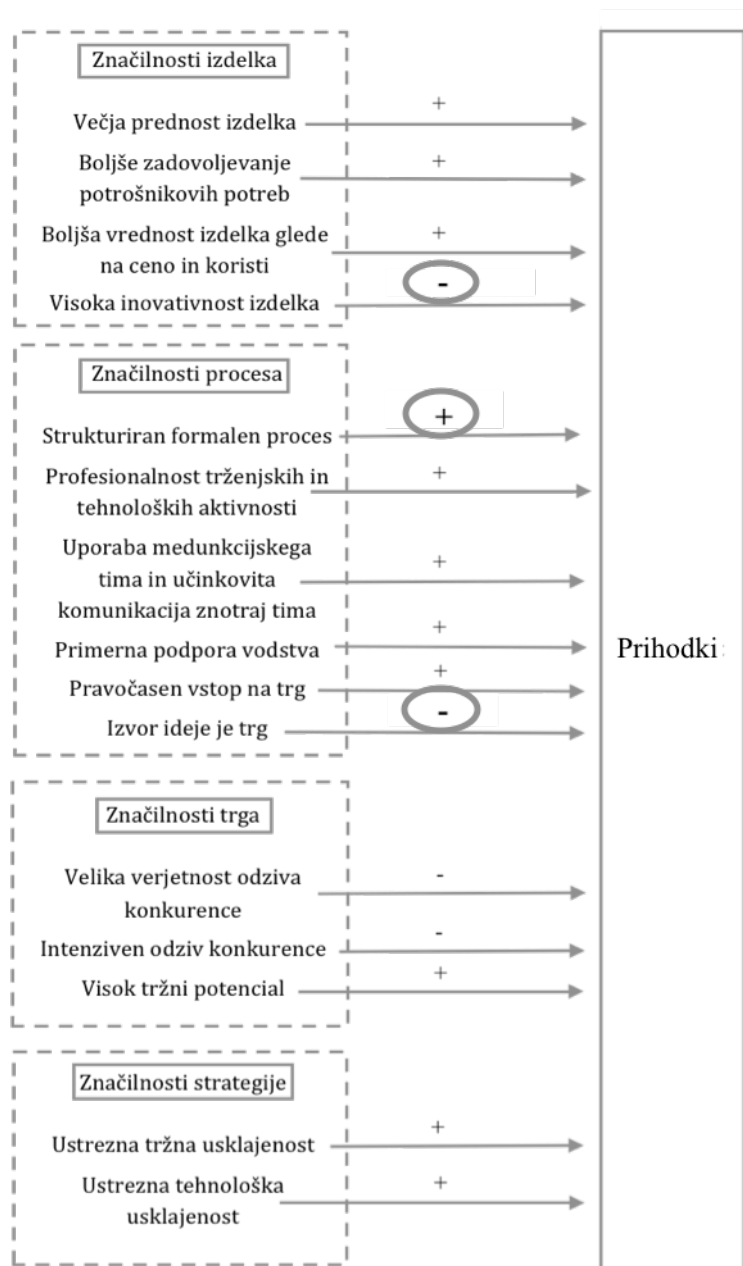 Značilnosti izdelka
+
Večja prednost izdelka
+
Boljše zadovoljevanje
potrošnikovih potreb
+
Boljša vrednost izdelka glede
na ceno in koristi
-
Visoka inovativnost izdelka
Značilnosti procesa
+
Strukturiran formalen proces
+
Profesionalnost trženjskih in
tehnoloških aktivnosti
+
Uporaba medunkcijskega
tima in učinkovita
komunikacija znotraj tima
+
Primerna podpora vodstva
+
Pravočasen vstop na trg
-
Izvor ideje je trg
Prihodki
Značilnosti trga
-
Velika verjetnost odziva
konkurence
-
Intenziven odziv konkurence
+
Visok tržni potencial
Značilnosti strategije
+
Ustrezna tržna usklajenost
+
Ustrezna tehnološka
usklajenost